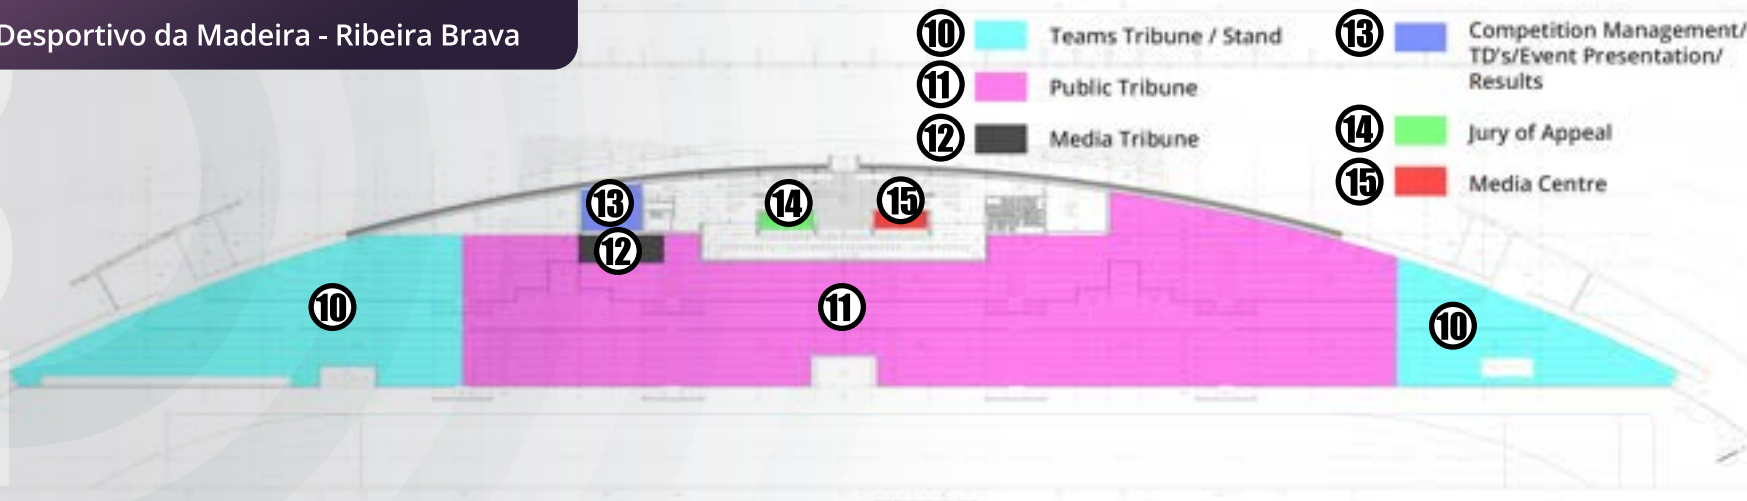 Desportivo da Madeira - Ribeira Brava
10 Teams Tribune / Stand
11 Public Tribune
12 Media Tribune
13 Competition Management/
TD's/Event Presentation/
Results
14 Jury of Appeal
15 Media Centre
13
14
15
12
10
11
10